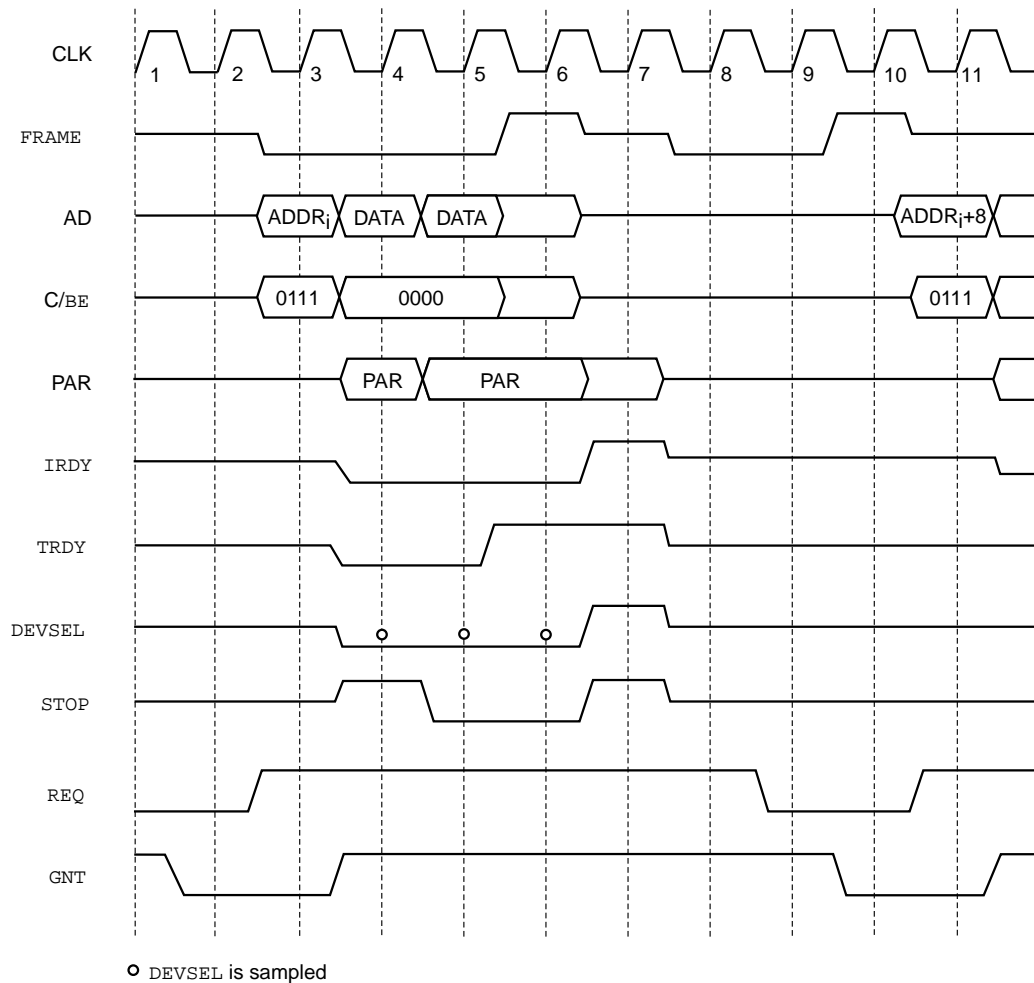 CLK
1 2 3 4 5 6 7 8 9 10 11
FRAME
AD
ADDRi DATA DATA ADDRi+8
C/BE
0111 0000 0111
PAR
PAR PAR
IRDY
TRDY
DEVSEL
STOP
REQ
GNT
DEVSEL is sampled